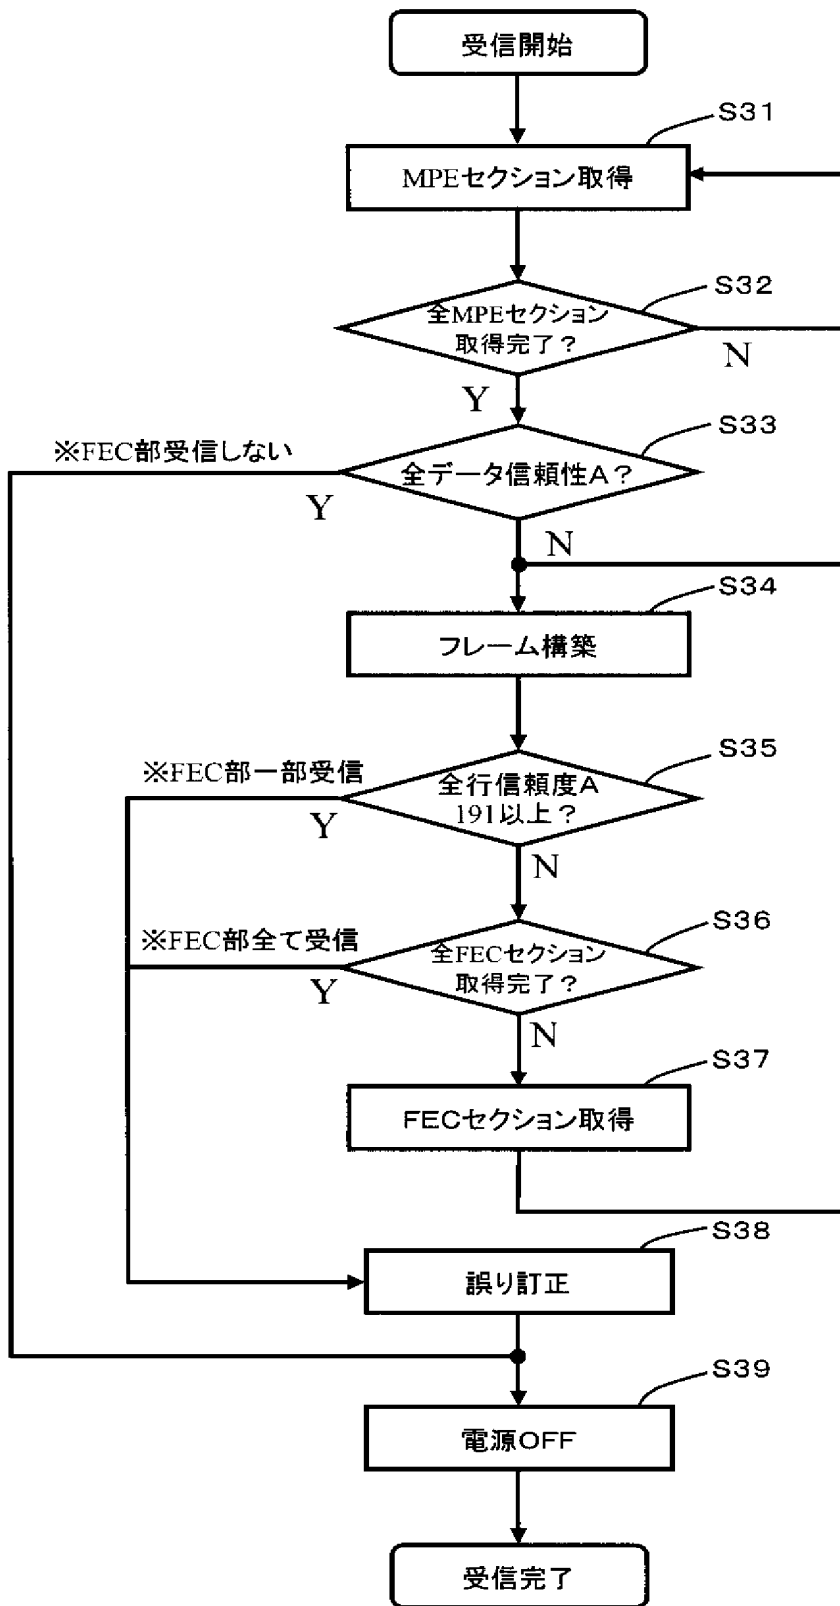 受信開始
S31
MPEセクション取得
S32
全MPEセクション
取得完了？
N
Y
S33
※FEC部受信しない
全データ信頼性A？
Y
N
S34
フレーム構築
S35
※FEC部一部受信
全行信頼度A
191以上？
Y
N
S36
※FEC部全て受信
全FECセクション
取得完了？
Y
N
S37
FECセクション取得
S38
誤り訂正
S39
電源OFF
受信完了